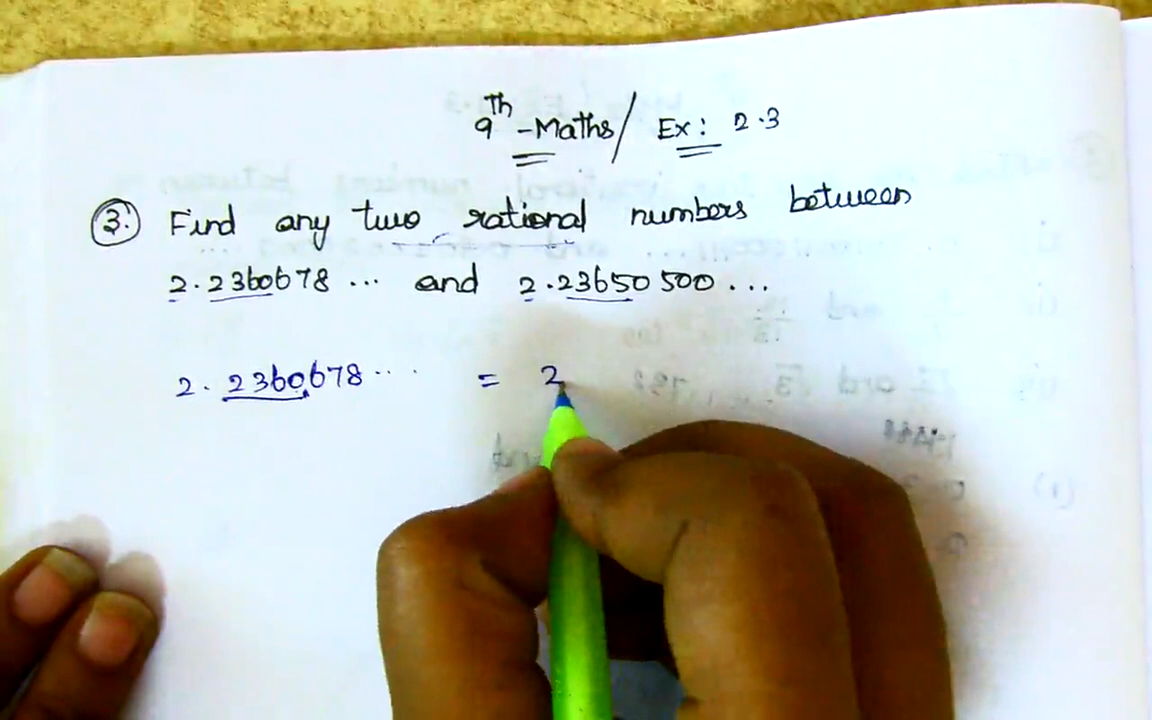 9Th -Maths/ Ex: 2.3
3. Find any two rational numbers between
2.2360678 ... and 2.23650500...
2.2360678.... = 2